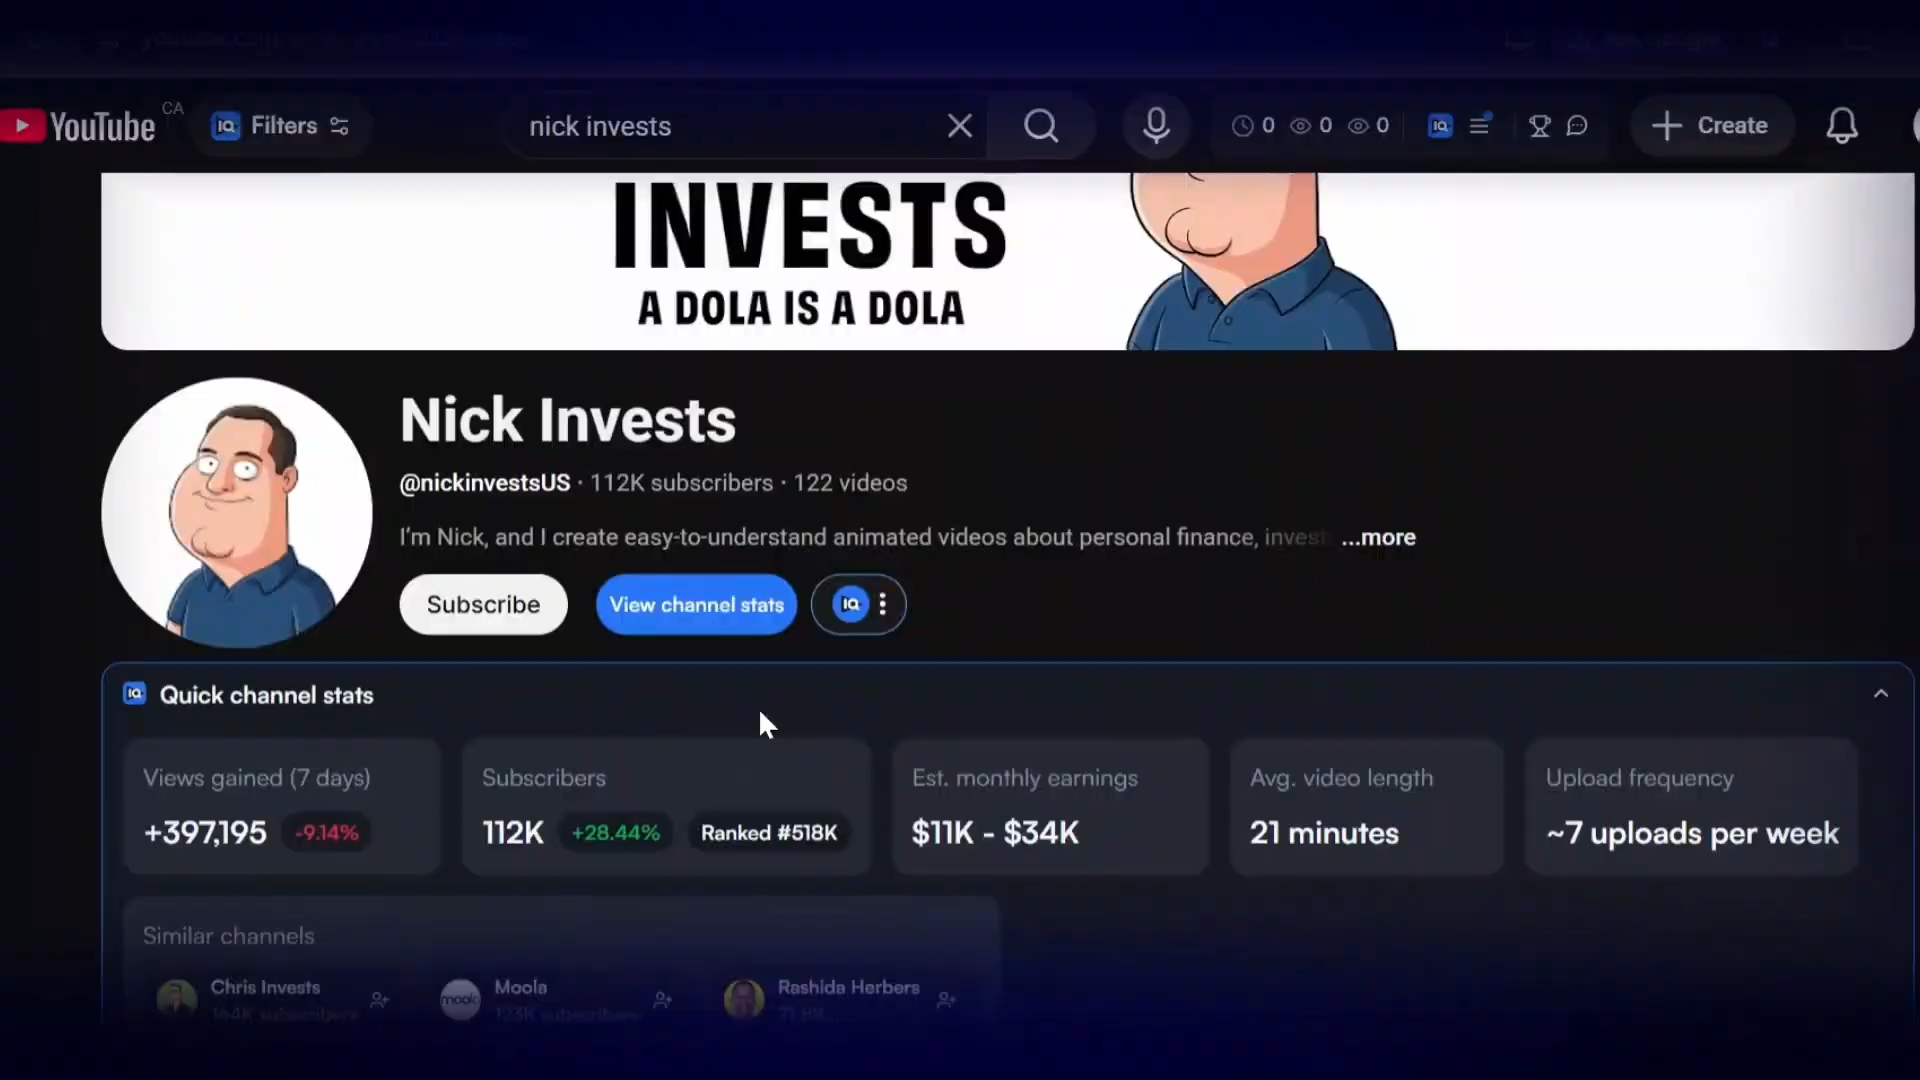 YouTube CA
Filters
nick invests
0 0 0
Create
INVESTS
A DOLA IS A DOLA
Nick Invests
@nickinvestsUS · 112K subscribers · 122 videos
I'm Nick, and I create easy-to-understand animated videos about personal finance, invest ...more
Subscribe
View channel stats
IQ
IQ Quick channel stats
Views gained (7 days)
+397,195 -9.14%
Subscribers
112K +28.44% Ranked #518K
Est. monthly earnings
$11K - $34K
Avg. video length
21 minutes
Upload frequency
~7 uploads per week
Similar channels
Chris Invests
Moola
Rashida Herbers